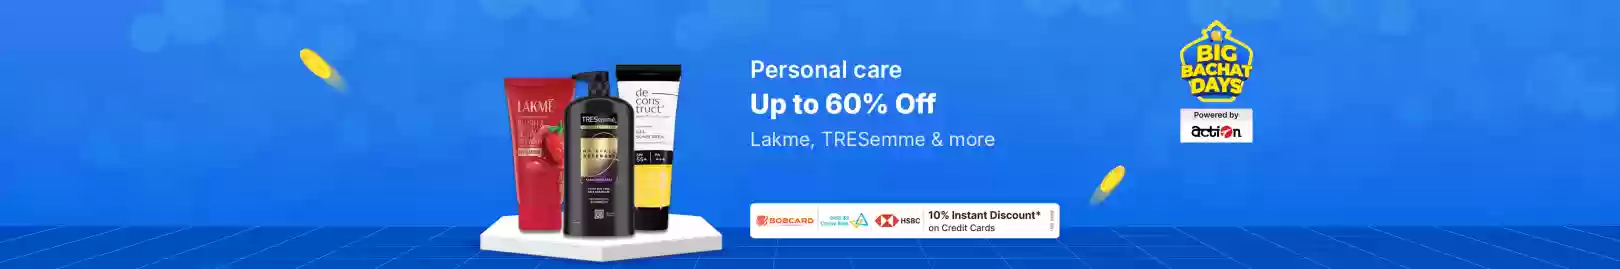 Personal care
Up to 60% Off
Lakme, TRESemme & more
BOBCARD
HSBC
10% Instant Discount*
on Credit Cards
BIG
BACHAT
DAYS
Powered by
action
LAKMĒ
TRESemmé
de
cons
truct